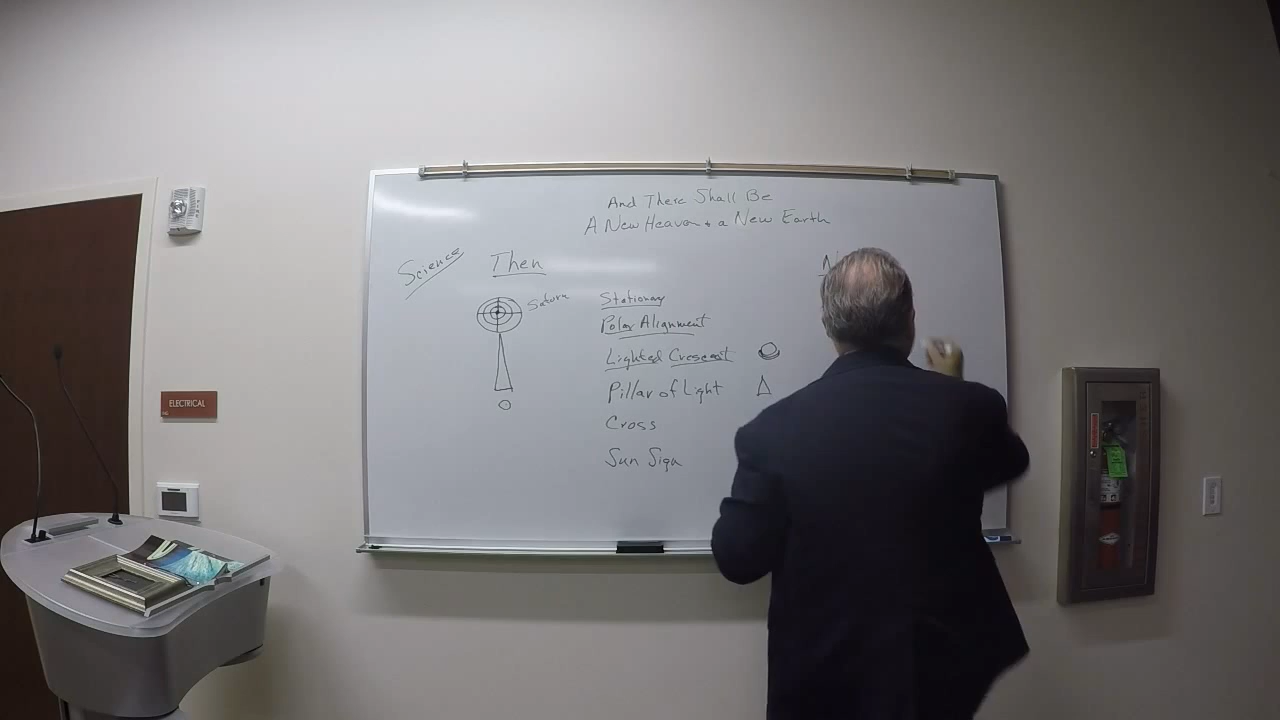 And There Shall Be
A New Heaven & a New Earth
Science
Then
Saturn
Stationary
Polar Alignment
Lighted Crescent
Pillar of Light
Cross
Sun Sign
ELECTRICAL